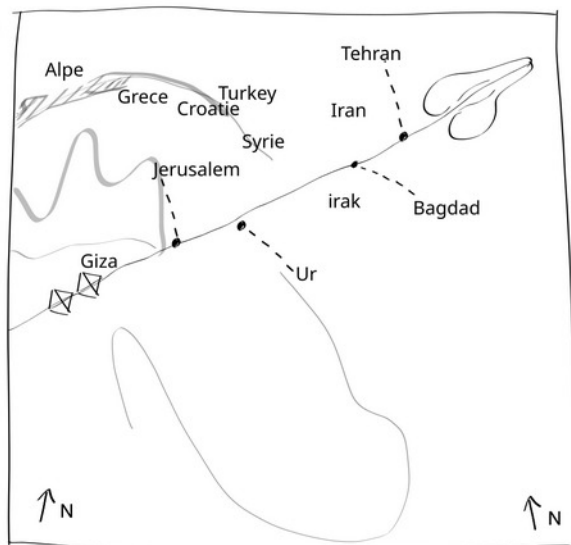 Tehran
Alpe
Turkey
Grece
Croatie
Iran
Syrie
Jerusalem
irak
Bagdad
Giza
Ur
N
N